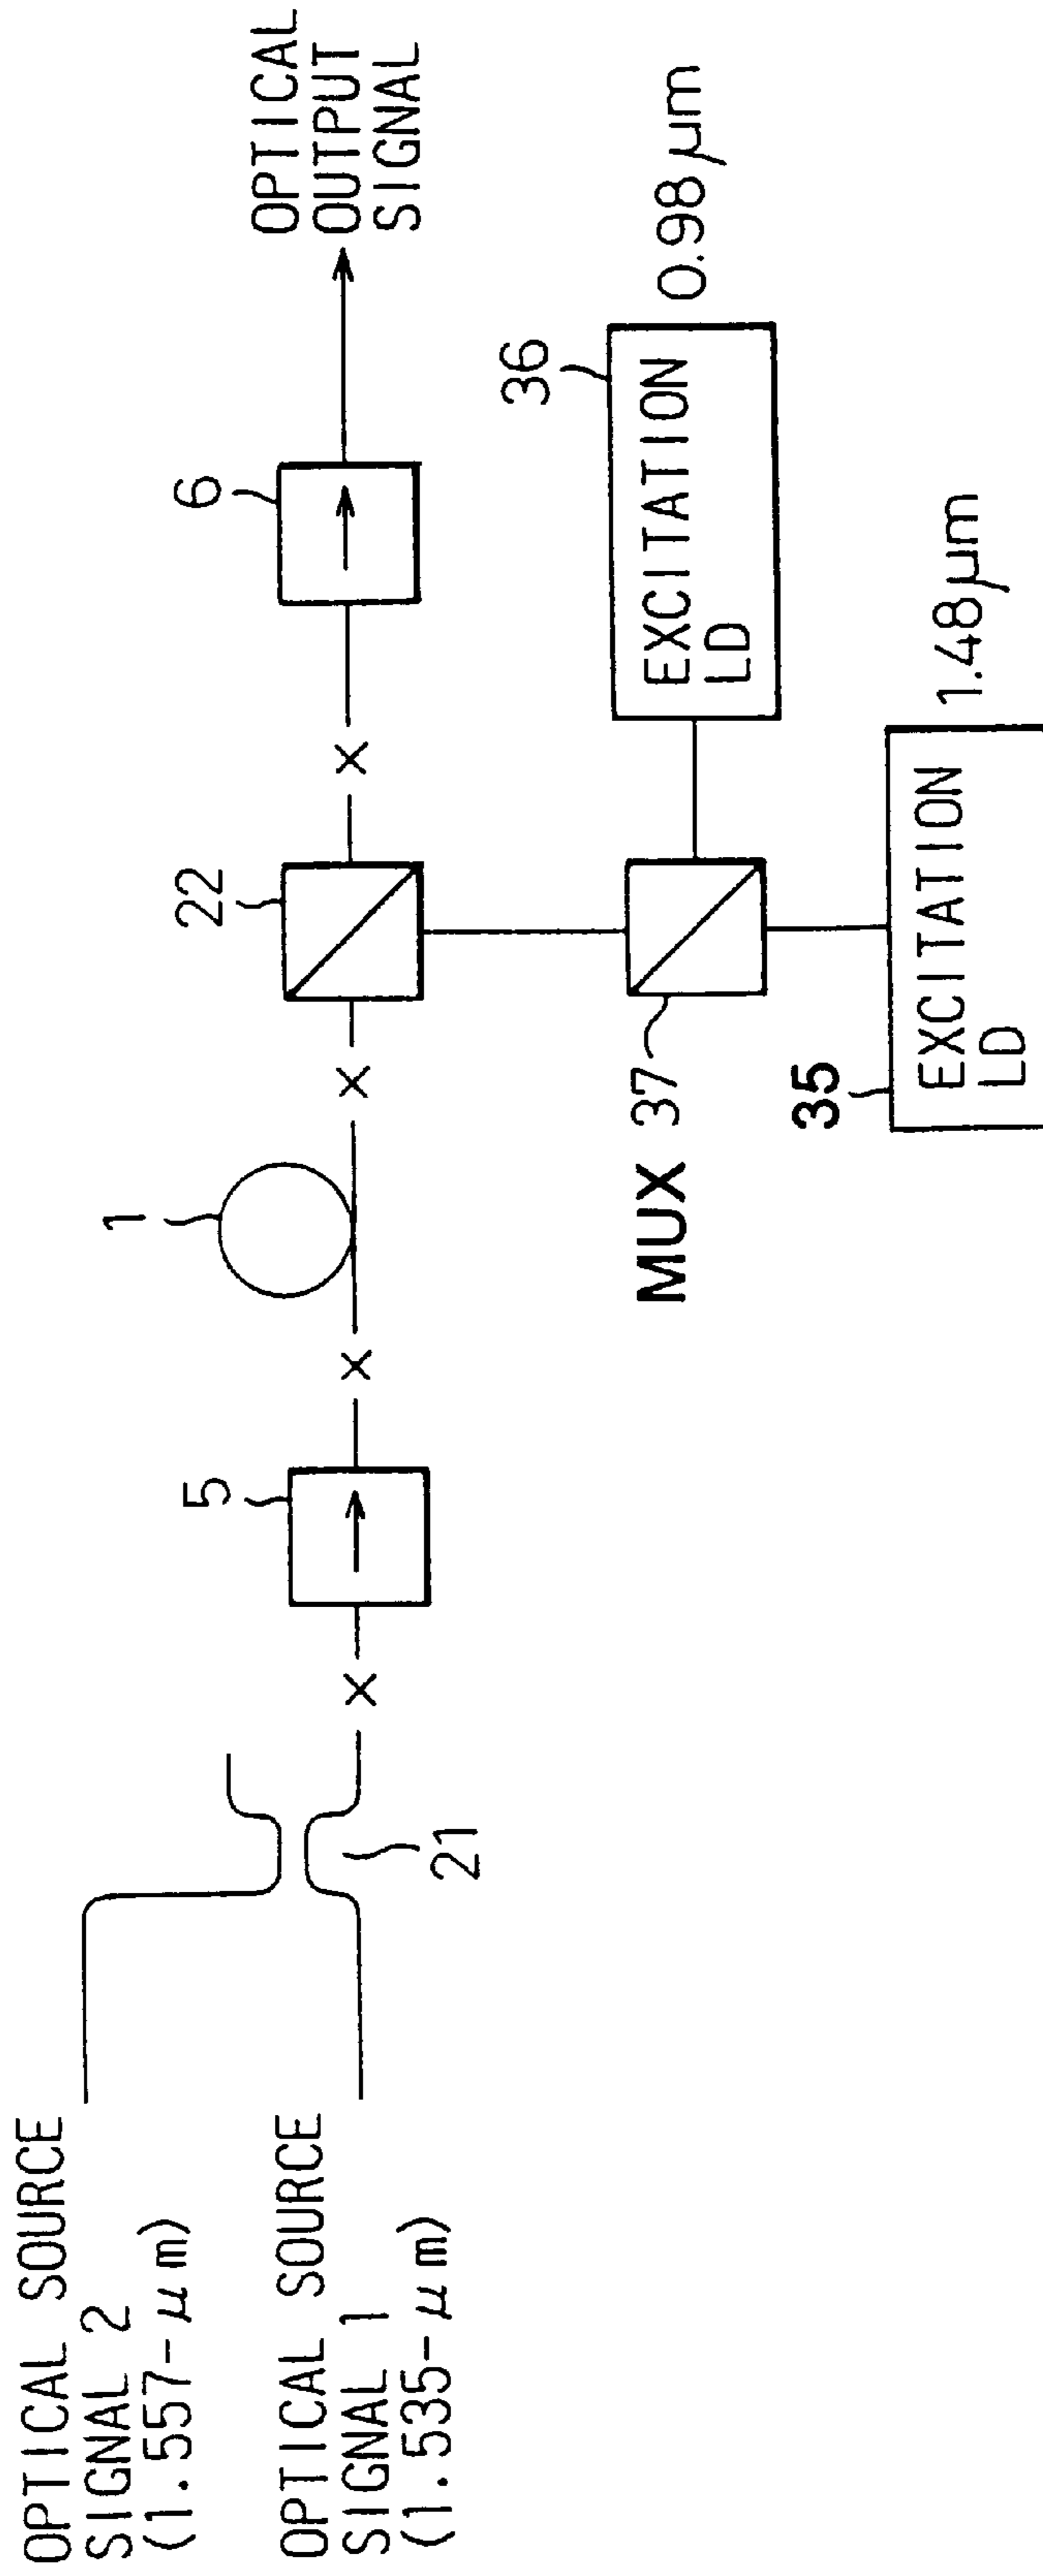 OPTICAL SOURCE
SIGNAL 2
(1.557-μm)
OPTICAL SOURCE
SIGNAL 1
(1.535-μm)
21
x
5
x
1
x
22
x
6
OPTICAL
OUTPUT
SIGNAL
MUX 37
36
EXCITATION
LD
0.98μm
35
EXCITATION
LD
1.48μm